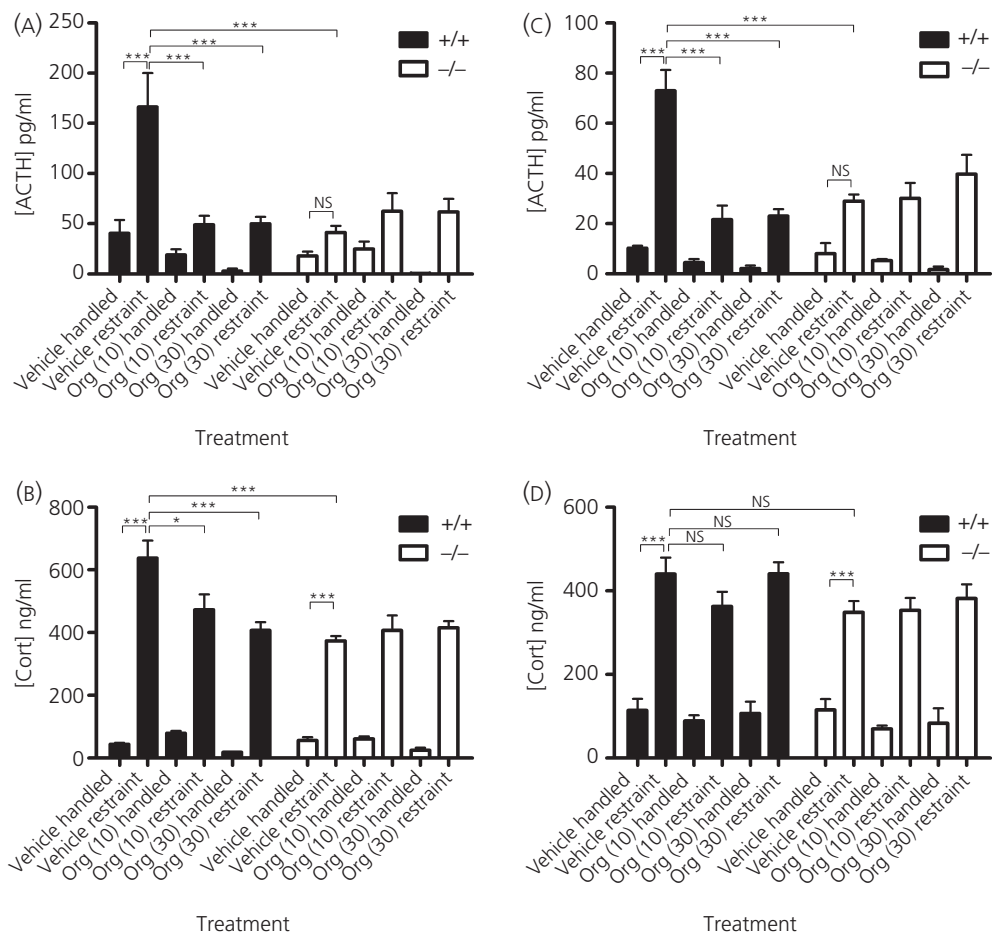 (A)
250
200
150
100
50
0
[ACTH] pg/ml
***
***
***
***
NS
+/+
–/–
Vehicle handled
Vehicle restraint
Org (10) handled
Org (10) restraint
Org (30) handled
Org (30) restraint
Vehicle handled
Vehicle restraint
Org (10) handled
Org (10) restraint
Org (30) handled
Org (30) restraint
Treatment
(C)
100
80
60
40
20
0
[ACTH] pg/ml
***
***
***
***
NS
+/+
–/–
Vehicle handled
Vehicle restraint
Org (10) handled
Org (10) restraint
Org (30) handled
Org (30) restraint
Vehicle handled
Vehicle restraint
Org (10) handled
Org (10) restraint
Org (30) handled
Org (30) restraint
Treatment
(B)
800
600
400
200
0
[Cort] ng/ml
***
***
***
*
***
+/+
–/–
Vehicle handled
Vehicle restraint
Org (10) handled
Org (10) restraint
Org (30) handled
Org (30) restraint
Vehicle handled
Vehicle restraint
Org (10) handled
Org (10) restraint
Org (30) handled
Org (30) restraint
Treatment
(D)
600
400
200
0
[Cort] ng/ml
NS
NS
***
NS
***
+/+
–/–
Vehicle handled
Vehicle restraint
Org (10) handled
Org (10) restraint
Org (30) handled
Org (30) restraint
Vehicle handled
Vehicle restraint
Org (10) handled
Org (10) restraint
Org (30) handled
Org (30) restraint
Treatment